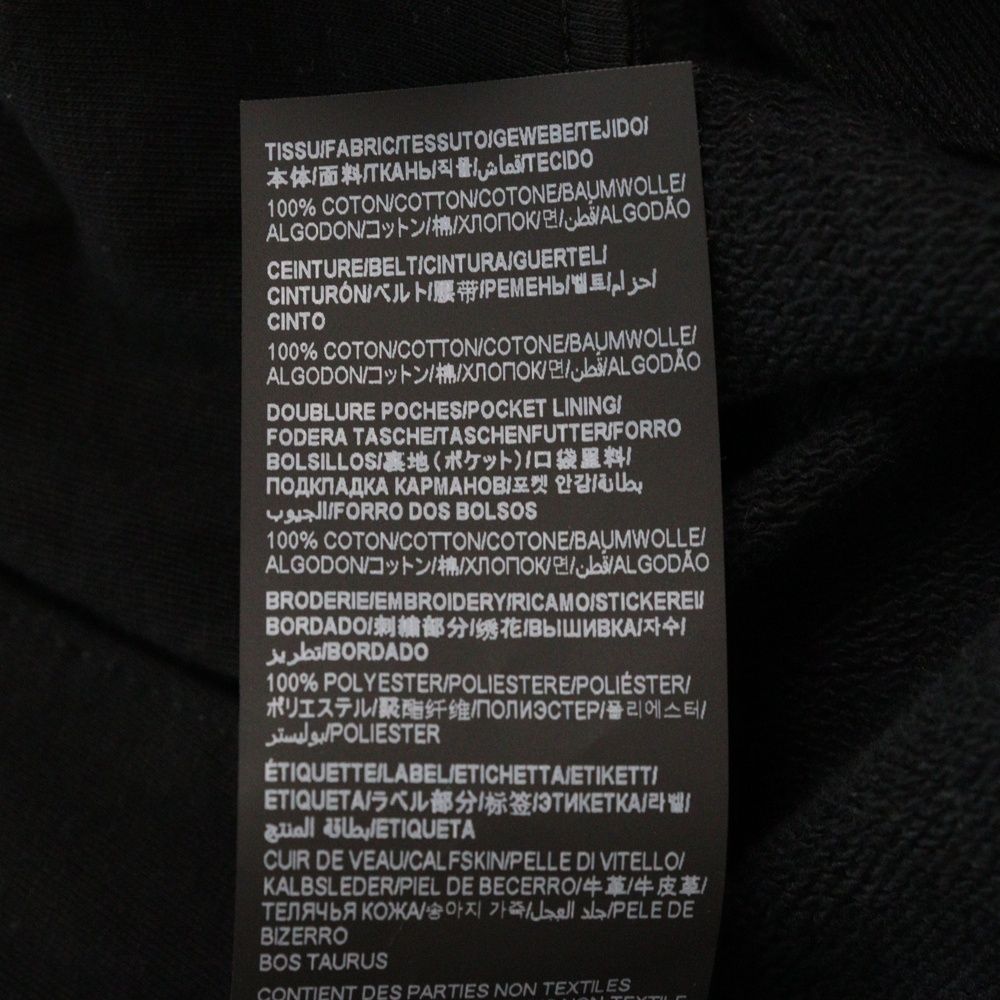 TISSU/FABRIC/TESSUTO/GEWEBE/TEJIDO/
本体/面料/ТКАНЬ/직물/قماش/TECIDO
100% COTON/COTTON/COTONE/BAUMWOLLE/
ALGODON/コットン/棉/ХЛОПОК/면/قطن/ALGODÃO
CEINTURE/BELT/CINTURA/GUERTEL/
CINTURÓN/ベルト/腰带/РЕМЕНЬ/벨트/حزام/
CINTO
100% COTON/COTTON/COTONE/BAUMWOLLE/
ALGODON/コットン/棉/ХЛОПОК/면/قطن/ALGODÃO
DOUBLURE POCHES/POCKET LINING/
FODERA TASCHE/TASCHENFUTTER/FORRO
BOLSILLOS/裏地(ポケット)/口袋里料/
ПОДКЛАДКА КАРМАНОВ/포켓 안감/بطانة
الجيوب/FORRO DOS BOLSOS
100% COTON/COTTON/COTONE/BAUMWOLLE/
ALGODON/コットン/棉/ХЛОПОК/면/قطن/ALGODÃO
BRODERIE/EMBROIDERY/RICAMO/STICKEREI/
BORDADO/刺繍部分/绣花/ВЫШИВКА/자수/
تطريز/BORDADO
100% POLYESTER/POLIESTERE/POLIÉSTER/
ポリエステル/聚酯纤维/ПОЛИЭСТЕР/폴리에스터/
بوليستر/POLIESTER
ÉTIQUETTE/LABEL/ETICHETTA/ETIKETT/
ETIQUETA/ラベル部分/标签/ЭТИКЕТКА/라벨/
بطاقة المنتج/ETIQUETA
CUIR DE VEAU/CALFSKIN/PELLE DI VITELLO/
KALBSLEDER/PIEL DE BECERRO/牛革/牛皮革/
ТЕЛЯЧЬЯ КОЖА/송아지 가죽/جلد العجل/PELE DE
BIZERRO
BOS TAURUS
CONTIENT DES PARTIES NON TEXTILES
NON TEXTILE